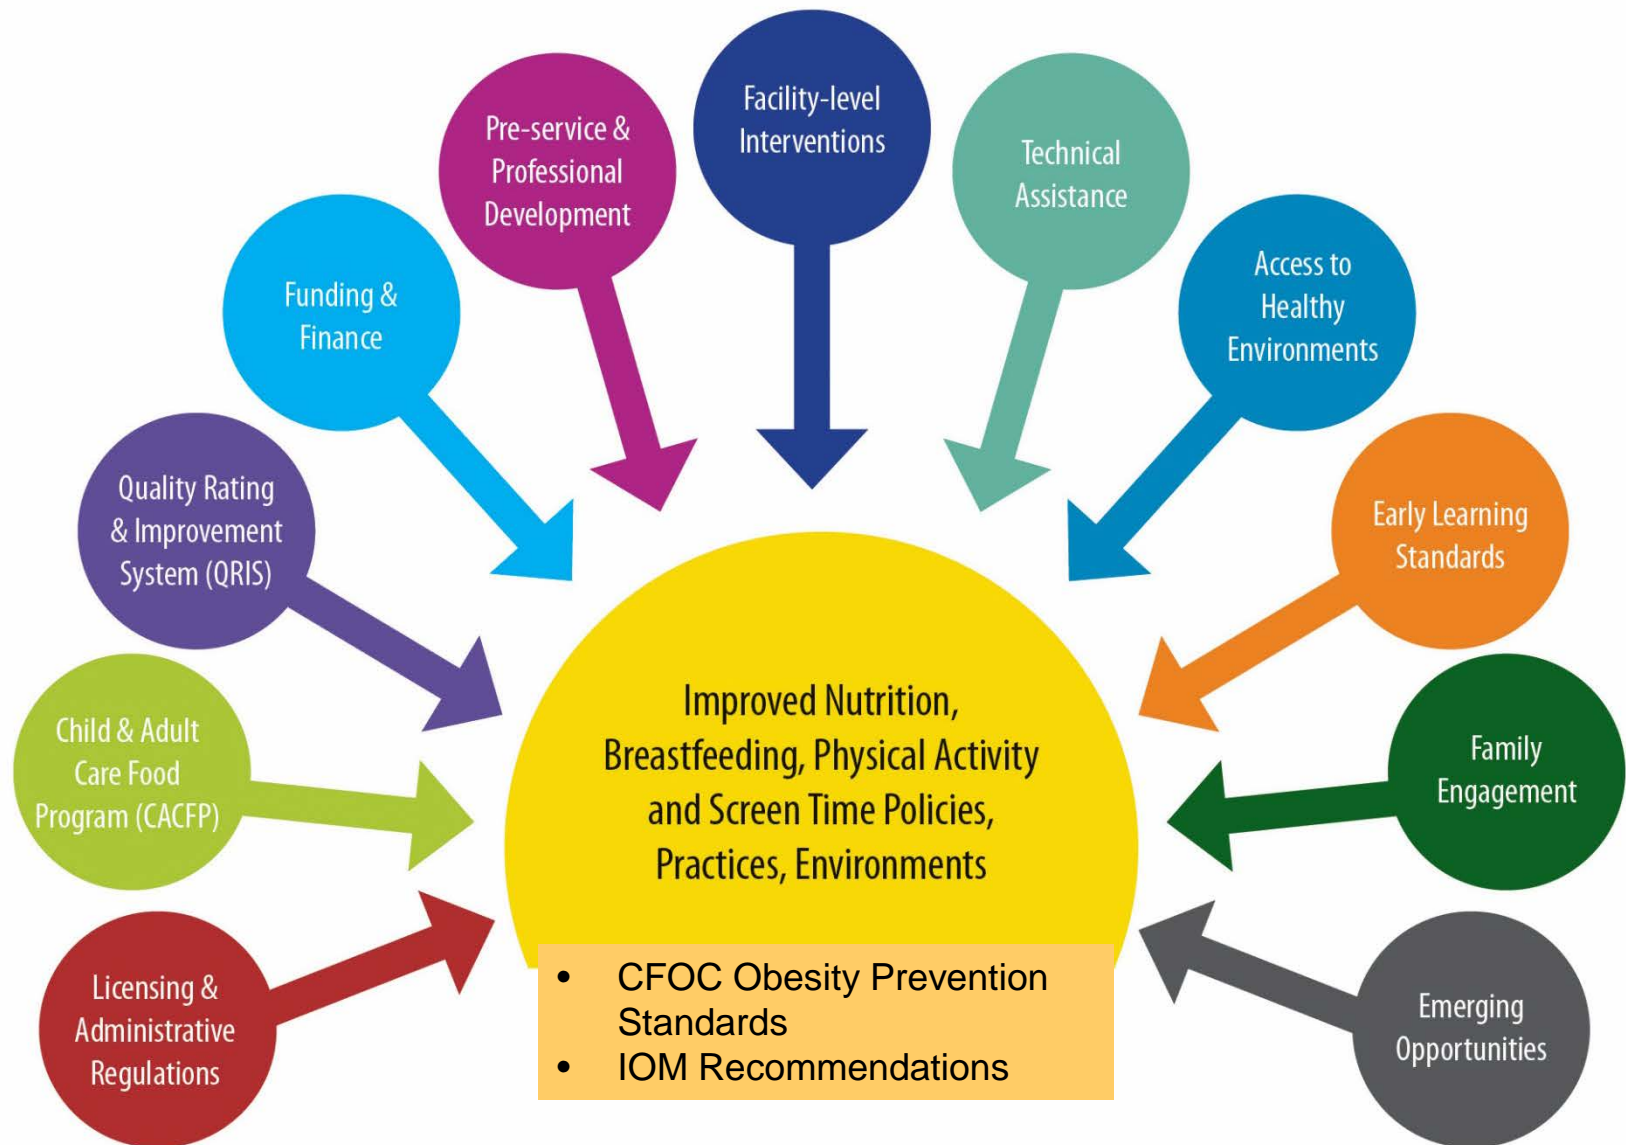 Facility-level
Interventions
Pre-service &
Professional
Development
Technical
Assistance
Funding &
Finance
Access to
Healthy
Environments
Quality Rating
& Improvement
System (QRIS)
Early Learning
Standards
Child & Adult
Care Food
Program (CACFP)
Family
Engagement
Licensing &
Administrative
Regulations
Emerging
Opportunities
Improved Nutrition,
Breastfeeding, Physical Activity
and Screen Time Policies,
Practices, Environments
• CFOC Obesity Prevention
Standards
• IOM Recommendations